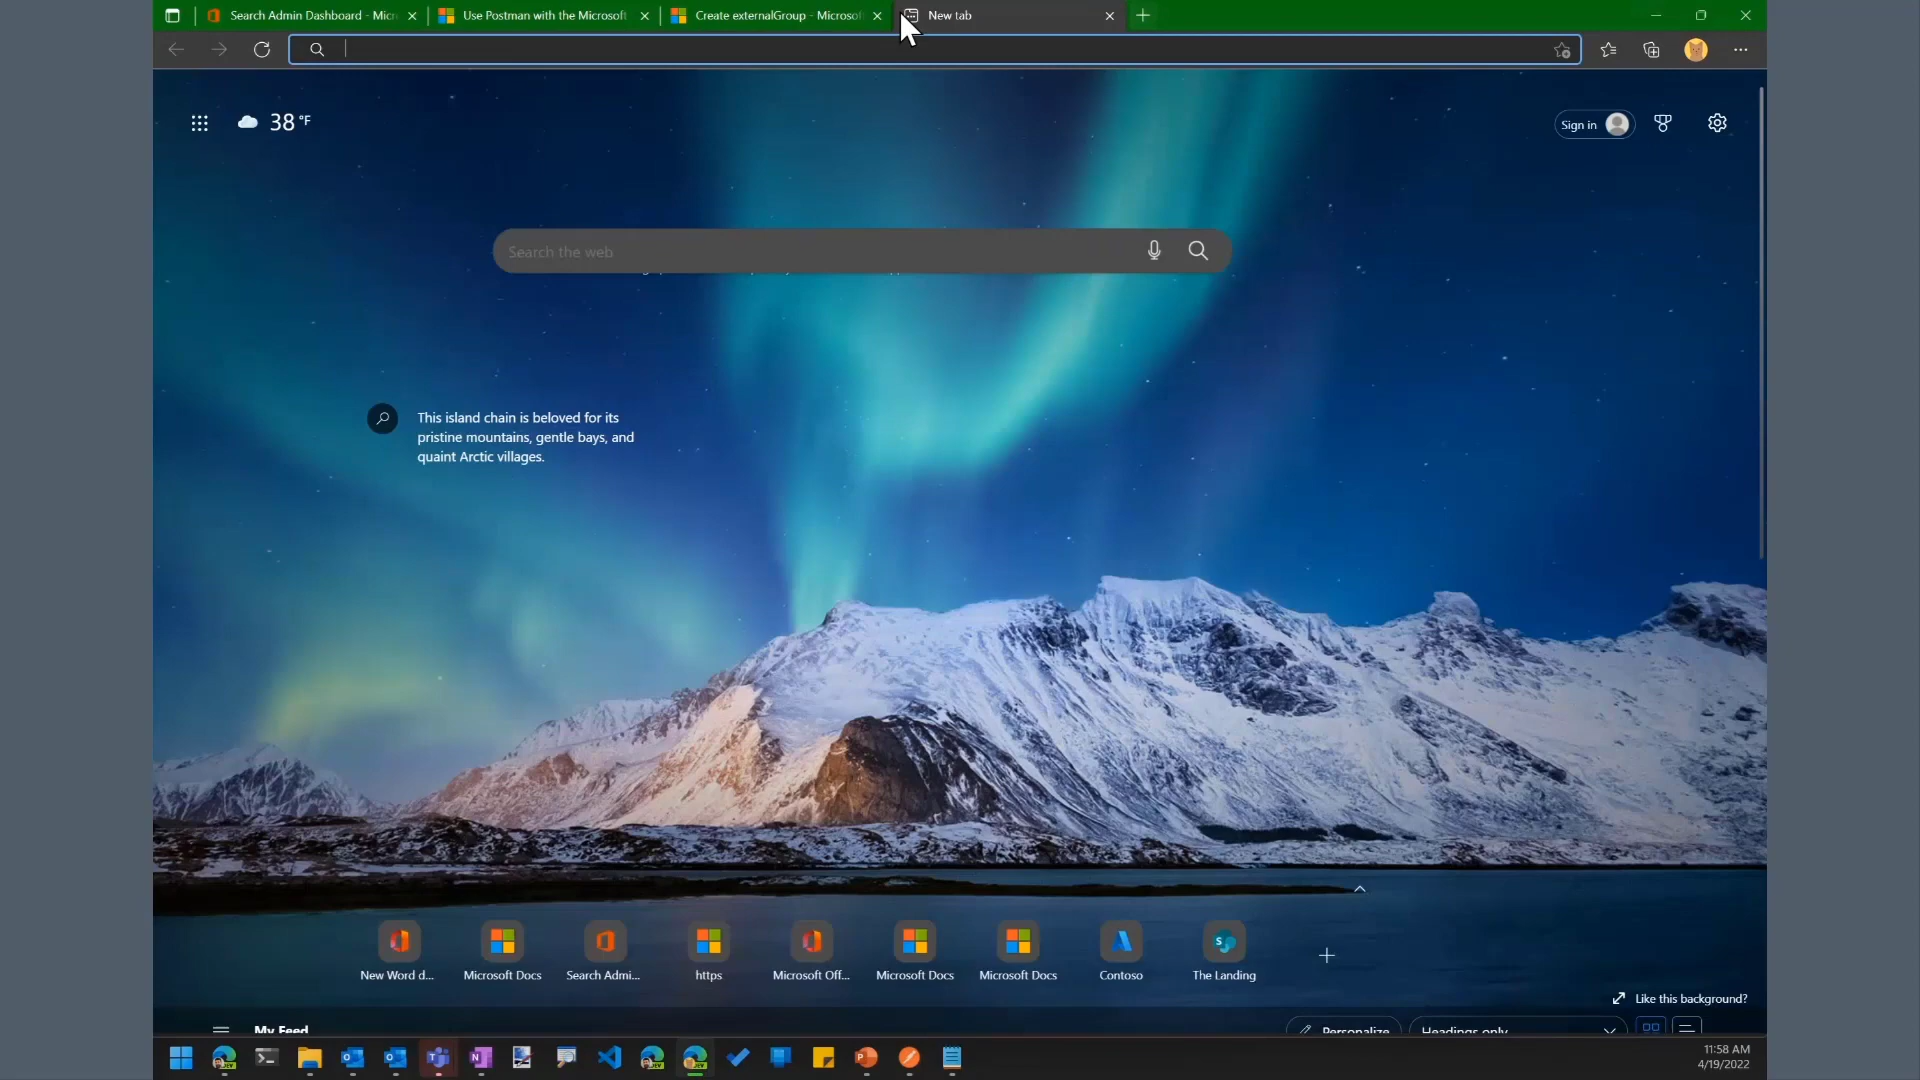 Search Admin Dashboard - Micr
Use Postman with the Microsoft
Create externalGroup - Microsof
New tab
38 °F
Sign in
Search the web
This island chain is beloved for its
pristine mountains, gentle bays, and
quaint Arctic villages.
New Word d...
Microsoft Docs
Search Admi...
https
Microsoft Off...
Microsoft Docs
Microsoft Docs
Contoso
The Landing
Like this background?
My Feed
Personalize
Headings only
11:58 AM
4/19/2022